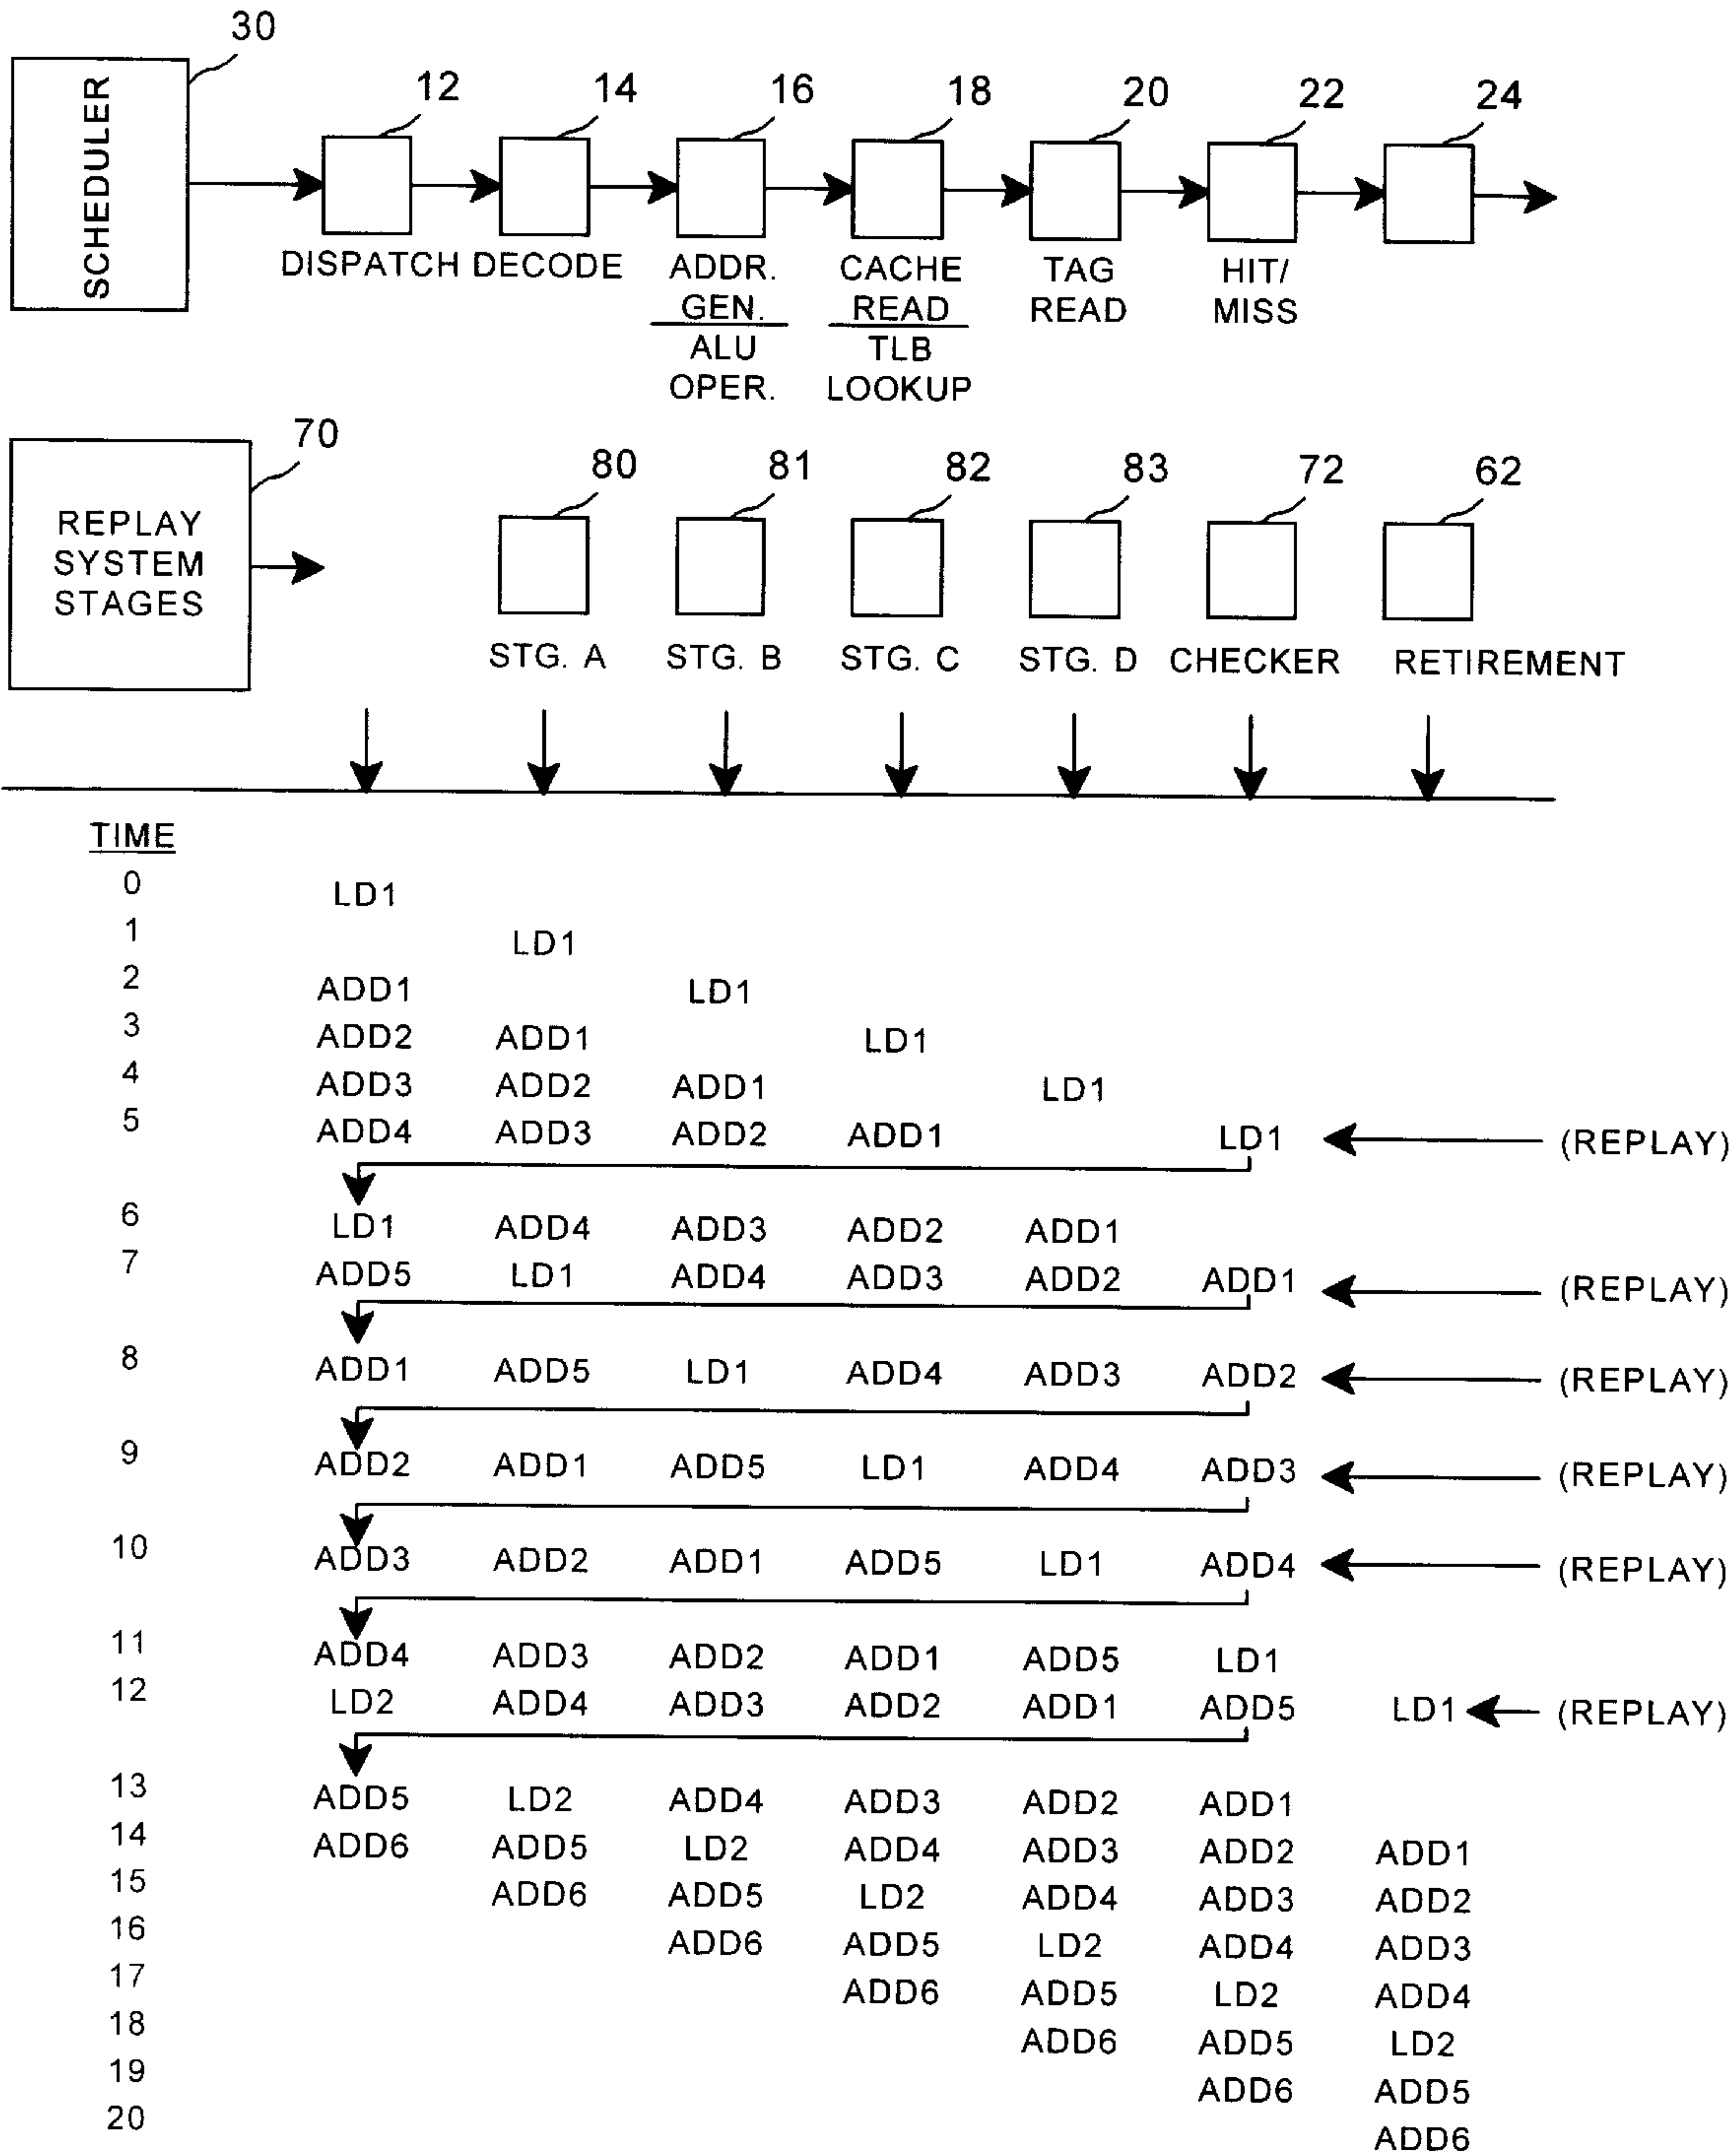 30
SCHEDULER
12 14 16 18 20 22 24
DISPATCH DECODE ADDR. CACHE TAG HIT/
GEN. READ READ MISS
ALU TLB
OPER. LOOKUP
70
REPLAY
SYSTEM
STAGES
80 81 82 83 72 62
STG. A STG. B STG. C STG. D CHECKER RETIREMENT
TIME
0 LD1
1 LD1
2 ADD1 LD1
3 ADD2 ADD1 LD1
4 ADD3 ADD2 ADD1 LD1
5 ADD4 ADD3 ADD2 ADD1 LD1 (REPLAY)
6 LD1 ADD4 ADD3 ADD2 ADD1
7 ADD5 LD1 ADD4 ADD3 ADD2 ADD1 (REPLAY)
8 ADD1 ADD5 LD1 ADD4 ADD3 ADD2 (REPLAY)
9 ADD2 ADD1 ADD5 LD1 ADD4 ADD3 (REPLAY)
10 ADD3 ADD2 ADD1 ADD5 LD1 ADD4 (REPLAY)
11 ADD4 ADD3 ADD2 ADD1 ADD5 LD1
12 LD2 ADD4 ADD3 ADD2 ADD1 ADD5 LD1 (REPLAY)
13 ADD5 LD2 ADD4 ADD3 ADD2 ADD1
14 ADD6 ADD5 LD2 ADD4 ADD3 ADD2 ADD1
15 ADD6 ADD5 LD2 ADD4 ADD3 ADD2
16 ADD6 ADD5 LD2 ADD4 ADD3
17 ADD6 ADD5 LD2 ADD4
18 ADD6 ADD5 LD2
19 ADD6 ADD5
20 ADD6